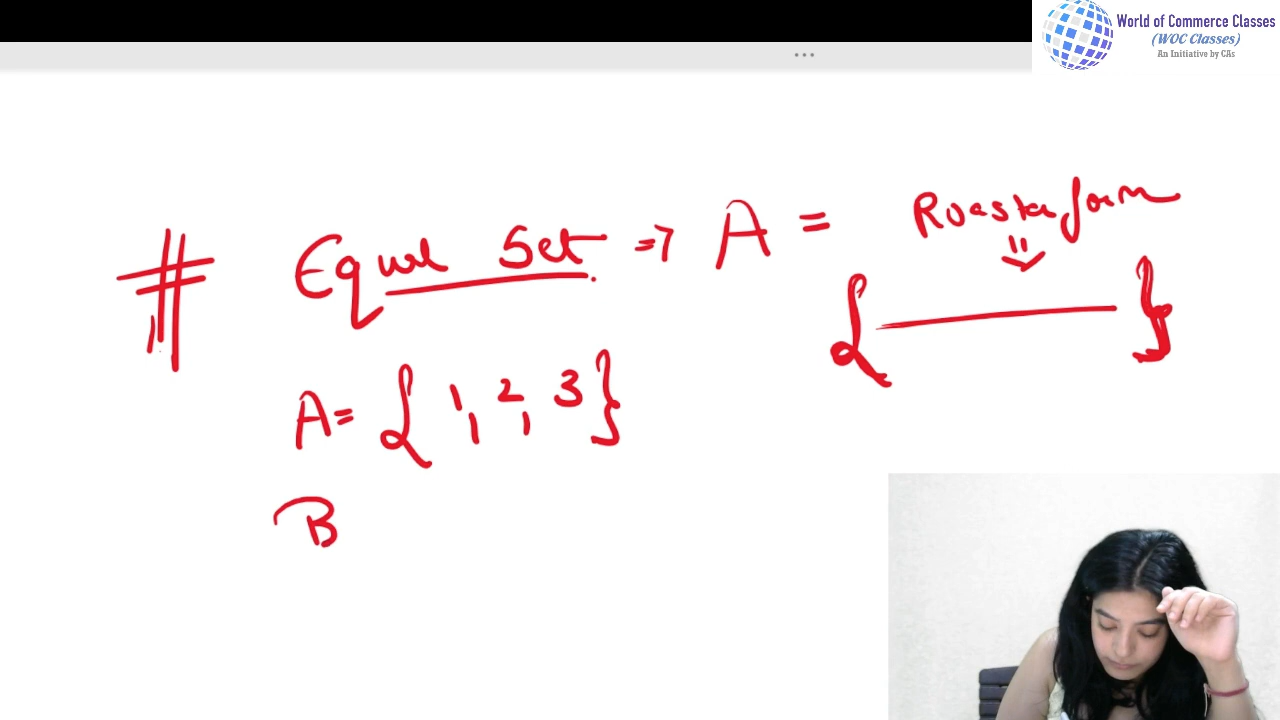 World of Commerce Classes
(WOC Classes)
An Initiative by CAs
# Equal Set => A = Roaster form
{ }
A = { 1, 2, 3 }
B